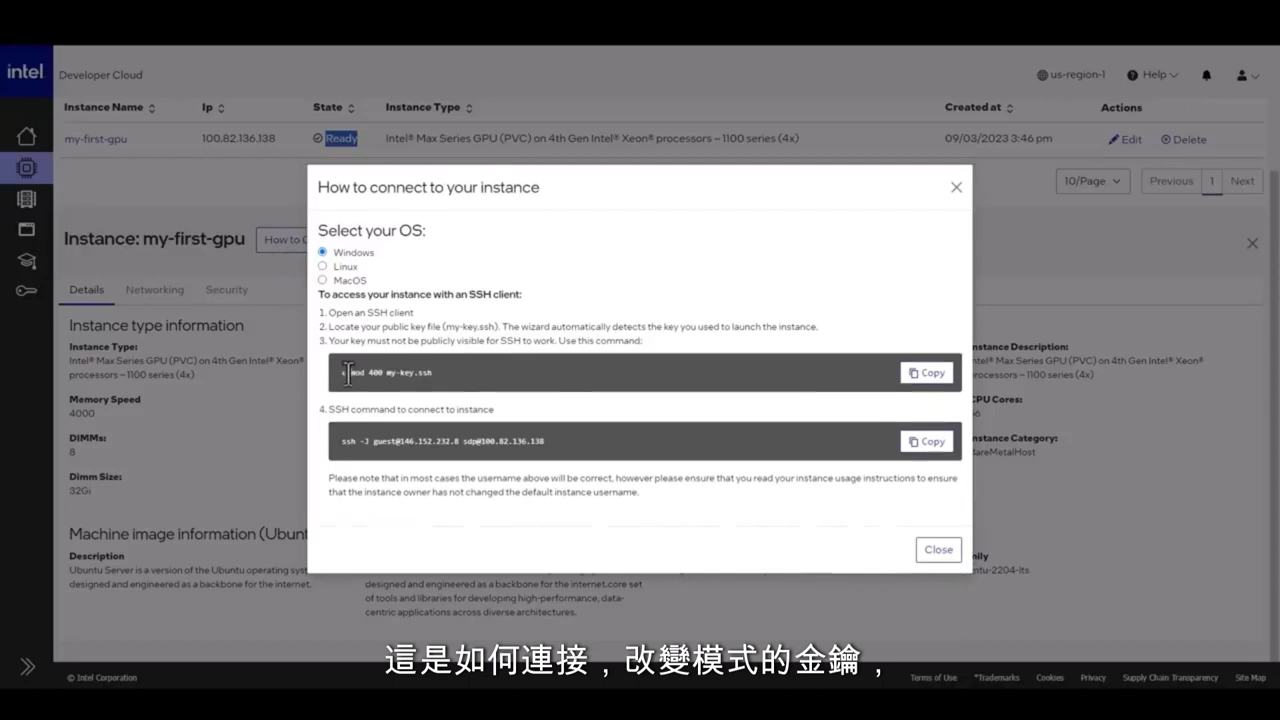 intel
Developer Cloud
us-region-1
Help
Instance Name
Ip
State
Instance Type
Created at
Actions
my-first-gpu
100.82.136.138
Ready
Intel® Max Series GPU (PVC) on 4th Gen Intel® Xeon® processors – 1100 series (4x)
09/03/2023 3:46 pm
Edit
Delete
10/Page
Previous
1
Next
Instance: my-first-gpu
How to
Details
Networking
Security
Instance type information
Instance Type:
Intel® Max Series GPU (PVC) on 4th Gen Intel® Xeon®
processors – 1100 series (4x)
Memory Speed
4000
DIMMs:
8
Dimm Size:
32Gi
Machine image information (Ubunt
Description
Ubuntu Server is a version of the Ubuntu operating sys
designed and engineered as a backbone for the internet.
How to connect to your instance
Select your OS:
Windows
Linux
MacOS
To access your instance with an SSH client:
1. Open an SSH client
2. Locate your public key file (my-key.ssh). The wizard automatically detects the key you used to launch the instance.
3. Your key must not be publicly visible for SSH to work. Use this command:
chmod 400 my-key.ssh
Copy
4. SSH command to connect to instance
ssh -J guest@146.152.232.8 sdp@100.82.136.138
Copy
Please note that in most cases the username above will be correct, however please ensure that you read your instance usage instructions to ensure
that the instance owner has not changed the default instance username.
Close
designed and engineered as a backbone for the internet.core set
of tools and libraries for developing high-performance, data-
centric applications across diverse architectures.
nstance Description:
Intel® Max Series GPU (PVC) on 4th Gen Intel® Xeon®
processors – 1100 series (4x)
CPU Cores:
nstance Category:
BareMetalHost
ntu-2204-lts
這是如何連接，改變模式的金鑰，
© Intel Corporation
Terms of Use
*Trademarks
Cookies
Privacy
Supply Chain Transparency
Site Map